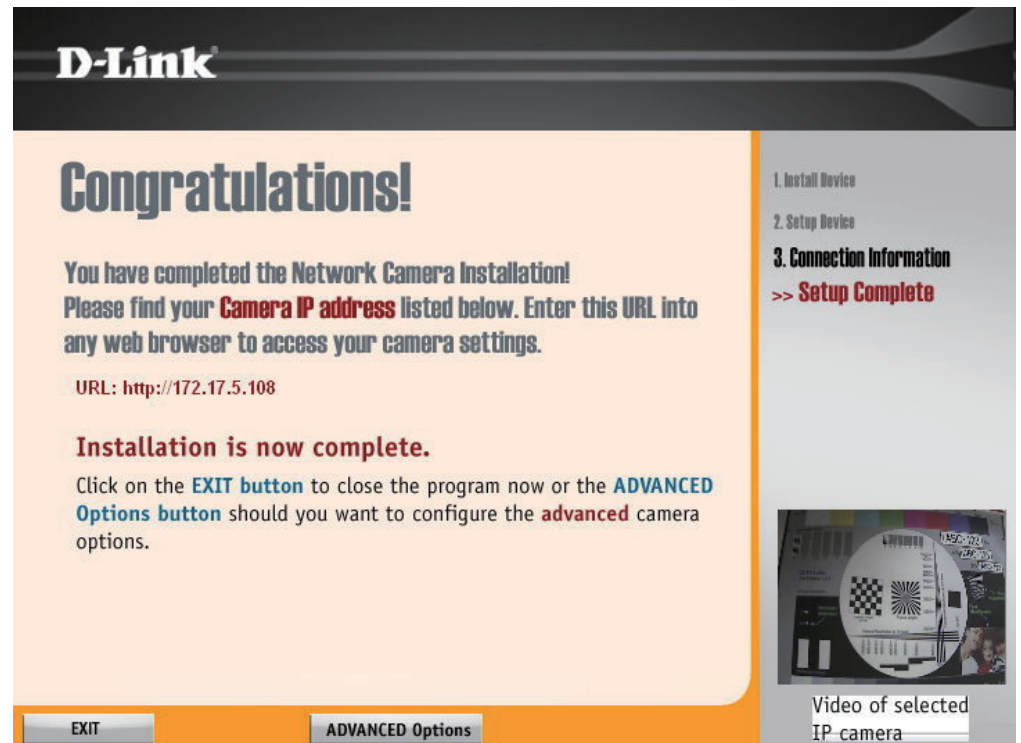 D-Link
Congratulations!
You have completed the Network Camera Installation!
Please find your Camera IP address listed below. Enter this URL into
any web browser to access your camera settings.
URL: http://172.17.5.108
Installation is now complete.
Click on the EXIT button to close the program now or the ADVANCED
Options button should you want to configure the advanced camera
options.
1. Install Device
2. Setup Device
3. Connection Information
>> Setup Complete
Video of selected
IP camera
EXIT
ADVANCED Options